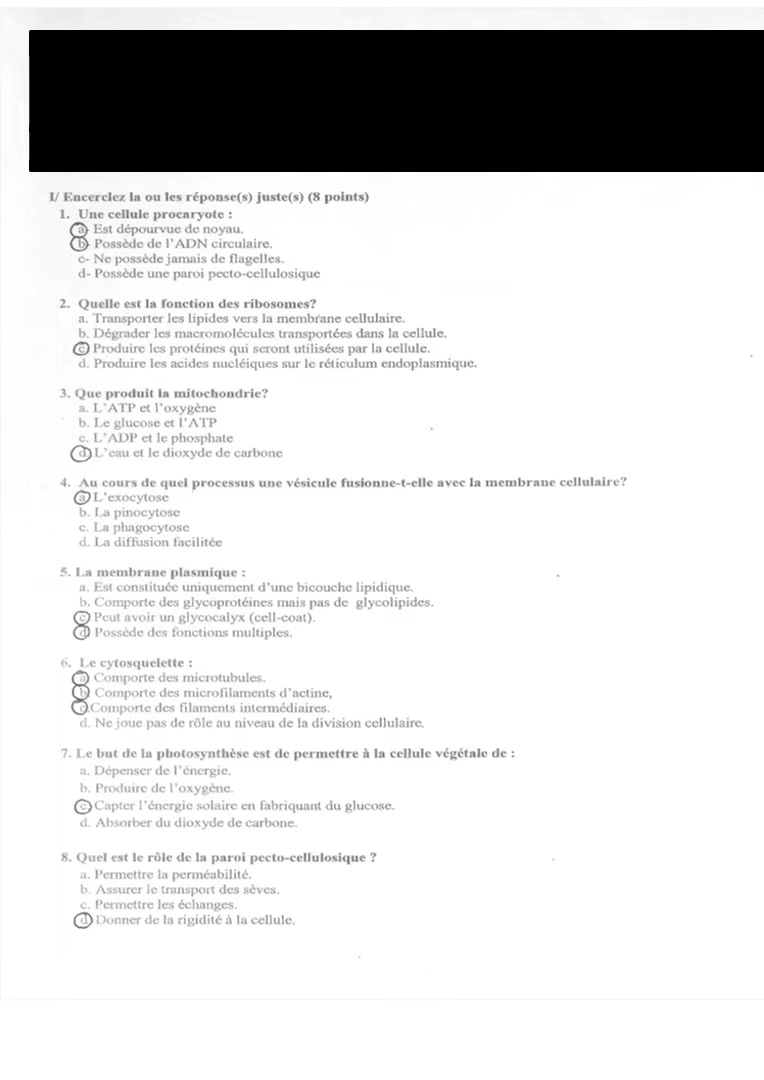 I/ Encerclez la ou les réponse(s) juste(s) (8 points)
1. Une cellule procaryote :
a- Est dépourvue de noyau.
b- Possède de l'ADN circulaire.
c- Ne possède jamais de flagelles.
d- Possède une paroi pecto-cellulosique
2. Quelle est la fonction des ribosomes?
a. Transporter les lipides vers la membrane cellulaire.
b. Dégrader les macromolécules transportées dans la cellule.
c. Produire les protéines qui seront utilisées par la cellule.
d. Produire les acides nucléiques sur le réticulum endoplasmique.
3. Que produit la mitochondrie?
a. L'ATP et l'oxygène
b. Le glucose et l'ATP
c. L'ADP et le phosphate
d. L'eau et le dioxyde de carbone
4. Au cours de quel processus une vésicule fusionne-t-elle avec la membrane cellulaire?
a. L'exocytose
b. La pinocytose
c. La phagocytose
d. La diffusion facilitée
5. La membrane plasmique :
a. Est constituée uniquement d'une bicouche lipidique.
b. Comporte des glycoprotéines mais pas de glycolipides.
c. Peut avoir un glycocalyx (cell-coat).
d. Possède des fonctions multiples.
6. Le cytosquelette :
a. Comporte des microtubules.
b. Comporte des microfilaments d'actine,
c. Comporte des filaments intermédiaires.
d. Ne joue pas de rôle au niveau de la division cellulaire.
7. Le but de la photosynthèse est de permettre à la cellule végétale de :
a. Dépenser de l'énergie.
b. Produire de l'oxygène.
c. Capter l'énergie solaire en fabriquant du glucose.
d. Absorber du dioxyde de carbone.
8. Quel est le rôle de la paroi pecto-cellulosique ?
a. Permettre la perméabilité.
b. Assurer le transport des sèves.
c. Permettre les échanges.
d. Donner de la rigidité à la cellule.